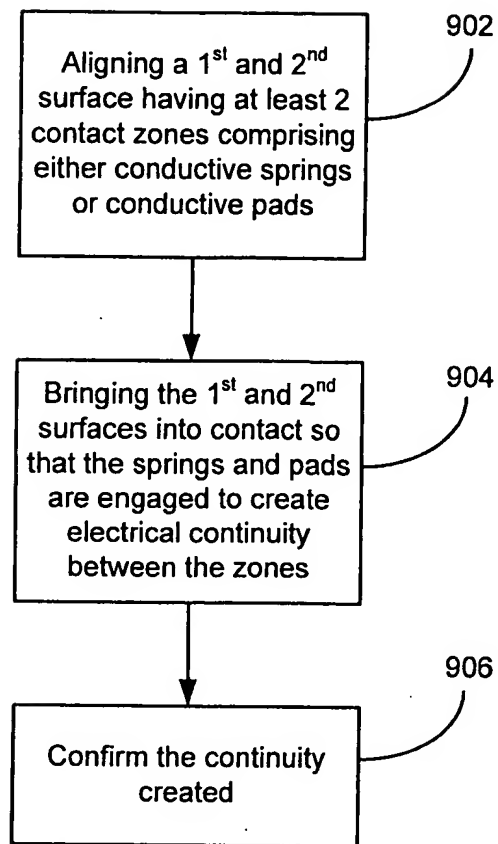 902
Aligning a 1st and 2nd
surface having at least 2
contact zones comprising
either conductive springs
or conductive pads
904
Bringing the 1st and 2nd
surfaces into contact so
that the springs and pads
are engaged to create
electrical continuity
between the zones
906
Confirm the continuity
created